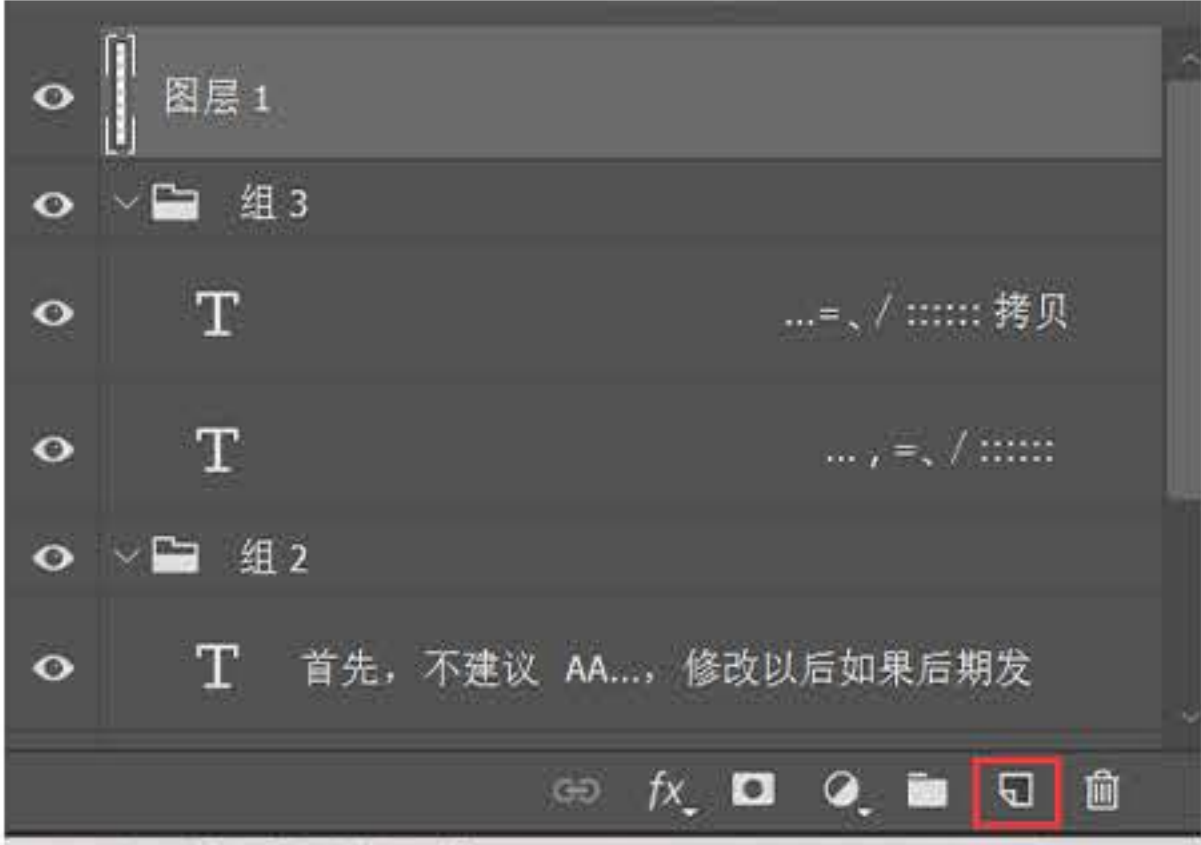 图层 1
组 3
...=、/ :::::: 拷贝
... , =、/ ::::::
组 2
首先，不建议 AA...，修改以后如果后期发
fx